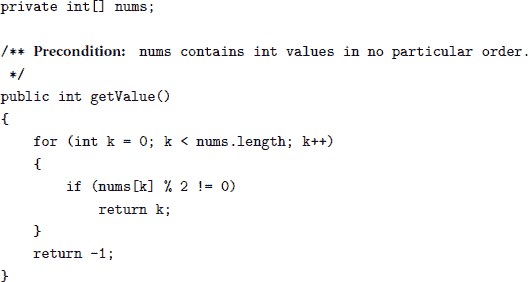 private int[] nums;
/** Precondition: nums contains int values in no particular order.
*/
public int getValue()
{
for (int k = 0; k < nums.length; k++)
{
if (nums[k] % 2 != 0)
return k;
}
return -1;
}